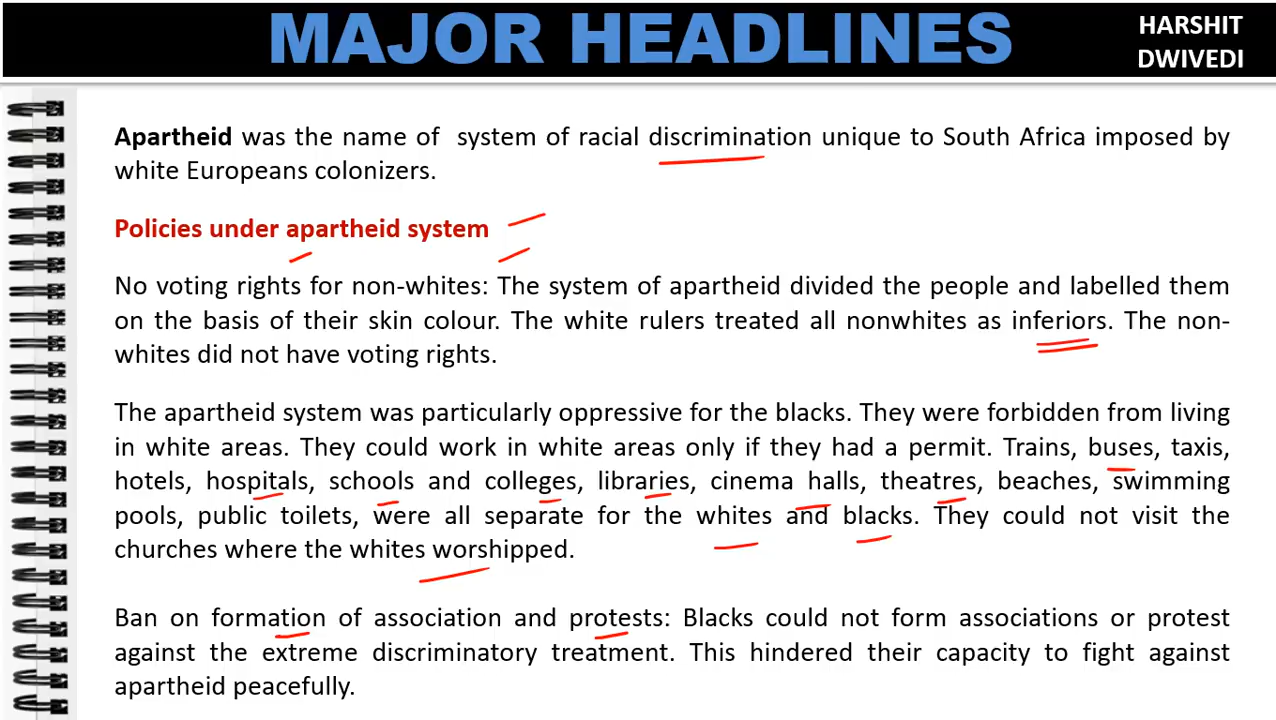 MAJOR HEADLINES
HARSHIT
DWIVEDI
Apartheid was the name of system of racial discrimination unique to South Africa imposed by
white Europeans colonizers.
Policies under apartheid system
No voting rights for non-whites: The system of apartheid divided the people and labelled them
on the basis of their skin colour. The white rulers treated all nonwhites as inferiors. The non-
whites did not have voting rights.
The apartheid system was particularly oppressive for the blacks. They were forbidden from living
in white areas. They could work in white areas only if they had a permit. Trains, buses, taxis,
hotels, hospitals, schools and colleges, libraries, cinema halls, theatres, beaches, swimming
pools, public toilets, were all separate for the whites and blacks. They could not visit the
churches where the whites worshipped.
Ban on formation of association and protests: Blacks could not form associations or protest
against the extreme discriminatory treatment. This hindered their capacity to fight against
apartheid peacefully.